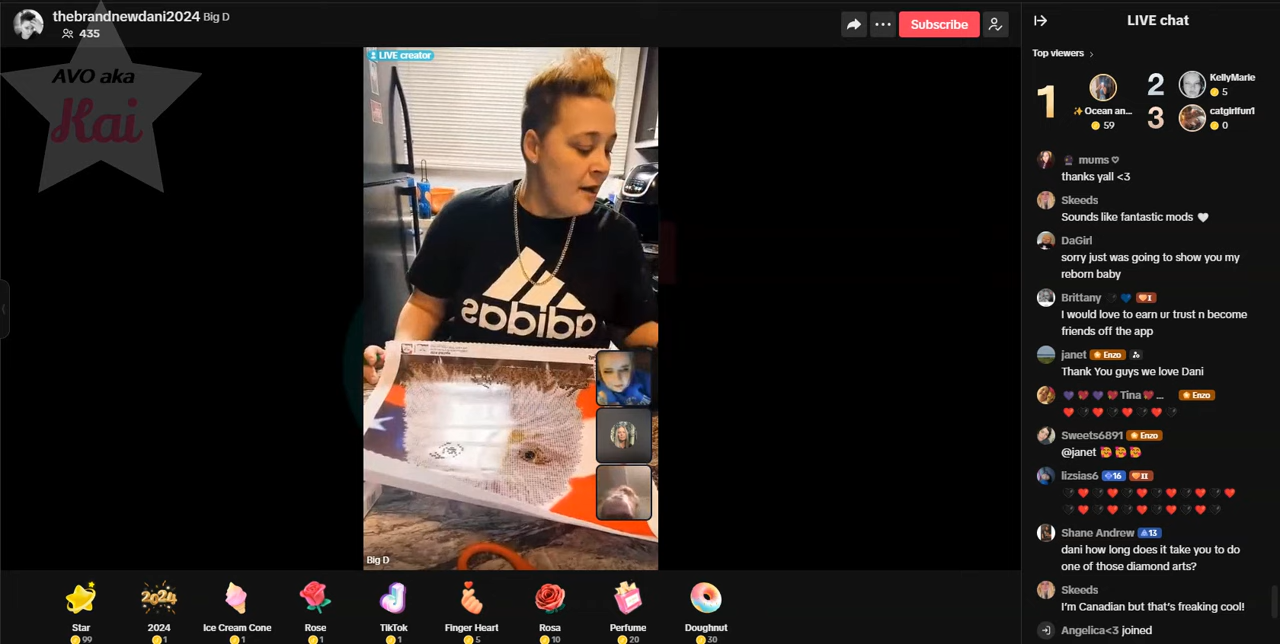 thebrandnewdani2024 Big D
435
Subscribe
AVO aka
Kai
LIVE creator
adidas
Big D
Star
99
2024
2024
1
Ice Cream Cone
1
Rose
1
TikTok
1
Finger Heart
5
Rosa
10
Perfume
20
Doughnut
30
LIVE chat
Top viewers
1
Ocean an...
59
2
KellyMarie
5
3
catgirlfun1
0
mums
thanks yall <3
Skeeds
Sounds like fantastic mods
DaGirl
sorry just was going to show you my
reborn baby
Brittany I
I would love to earn ur trust n become
friends off the app
janet Enzo
Thank You guys we love Dani
Tina ... Enzo
Sweets6891 Enzo
@janet
lizsias6 16 II
Shane Andrew 13
dani how long does it take you to do
one of those diamond arts?
Skeeds
I'm Canadian but that's freaking cool!
Angelica<3 joined